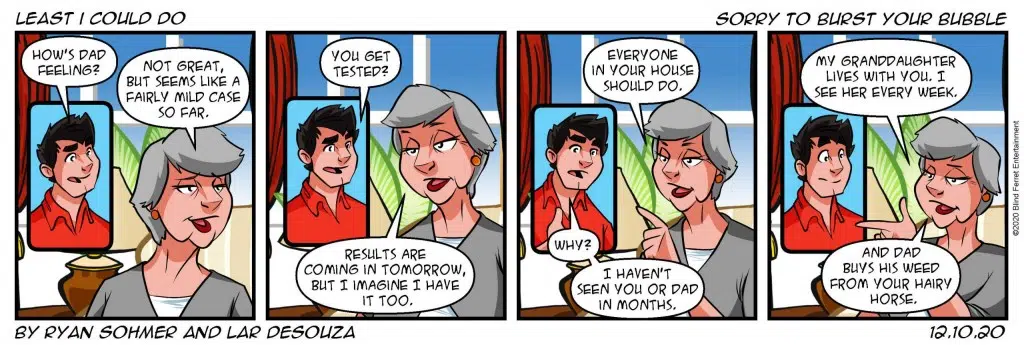 LEAST I COULD DO
SORRY TO BURST YOUR BUBBLE
HOW'S DAD
FEELING?
NOT GREAT,
BUT SEEMS LIKE A
FAIRLY MILD CASE
SO FAR.
YOU GET
TESTED?
RESULTS ARE
COMING IN TOMORROW,
BUT I IMAGINE I HAVE
IT TOO.
EVERYONE
IN YOUR HOUSE
SHOULD DO.
WHY?
I HAVEN'T
SEEN YOU OR DAD
IN MONTHS.
MY GRANDDAUGHTER
LIVES WITH YOU. I
SEE HER EVERY WEEK.
AND DAD
BUYS HIS WEED
FROM YOUR HAIRY
HORSE.
©2020 Blind Ferret Entertainment
BY RYAN SOHMER AND LAR DESOUZA
12.10.20